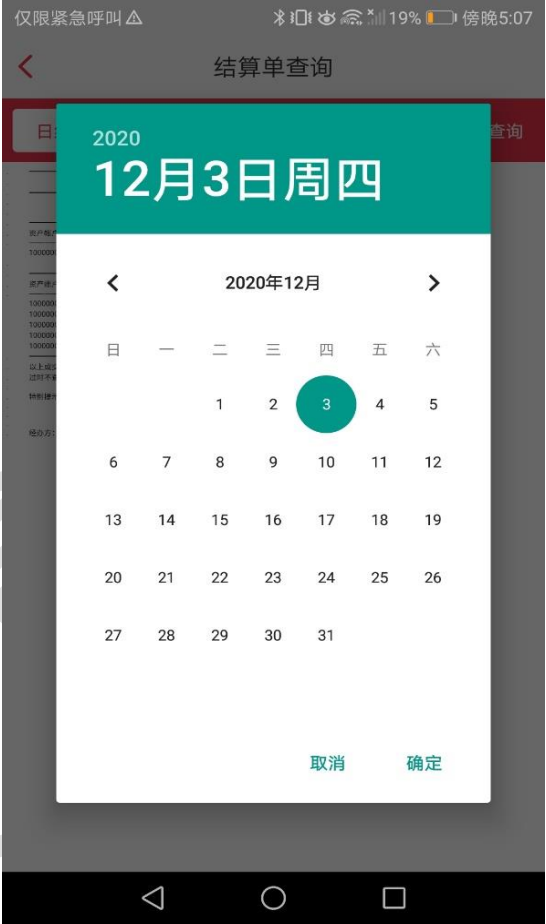 仅限紧急呼叫 19% 傍晚5:07
结算单查询
日 查询
2020
12月3日周四
2020年12月
日 一 二 三 四 五 六
1 2 3 4 5
6 7 8 9 10 11 12
13 14 15 16 17 18 19
20 21 22 23 24 25 26
27 28 29 30 31
取消 确定